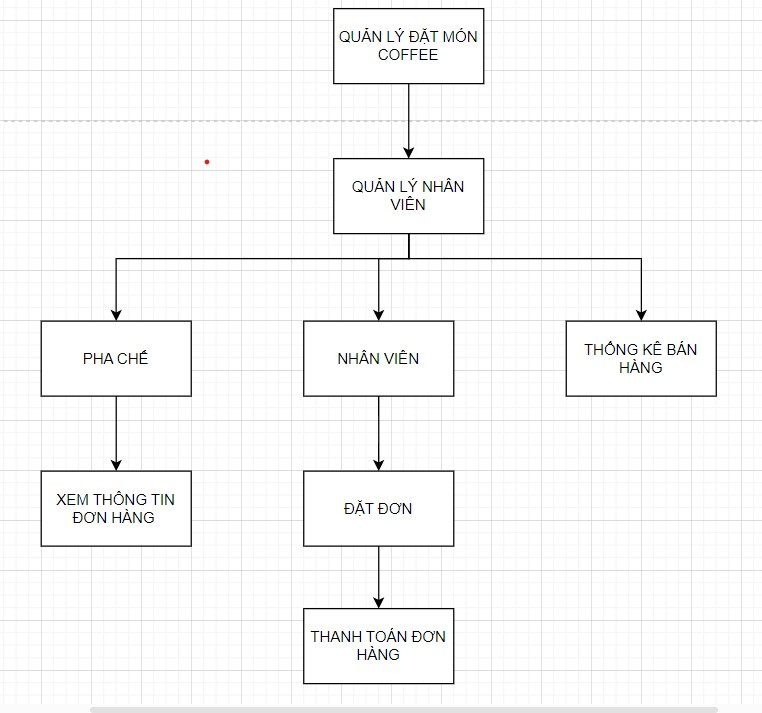 QUẢN LÝ ĐẶT MÓN
COFFEE
QUẢN LÝ NHÂN
VIÊN
PHA CHẾ
NHÂN VIÊN
THỐNG KÊ BÁN
HÀNG
XEM THÔNG TIN
ĐƠN HÀNG
ĐẶT ĐƠN
THANH TOÁN ĐƠN
HÀNG